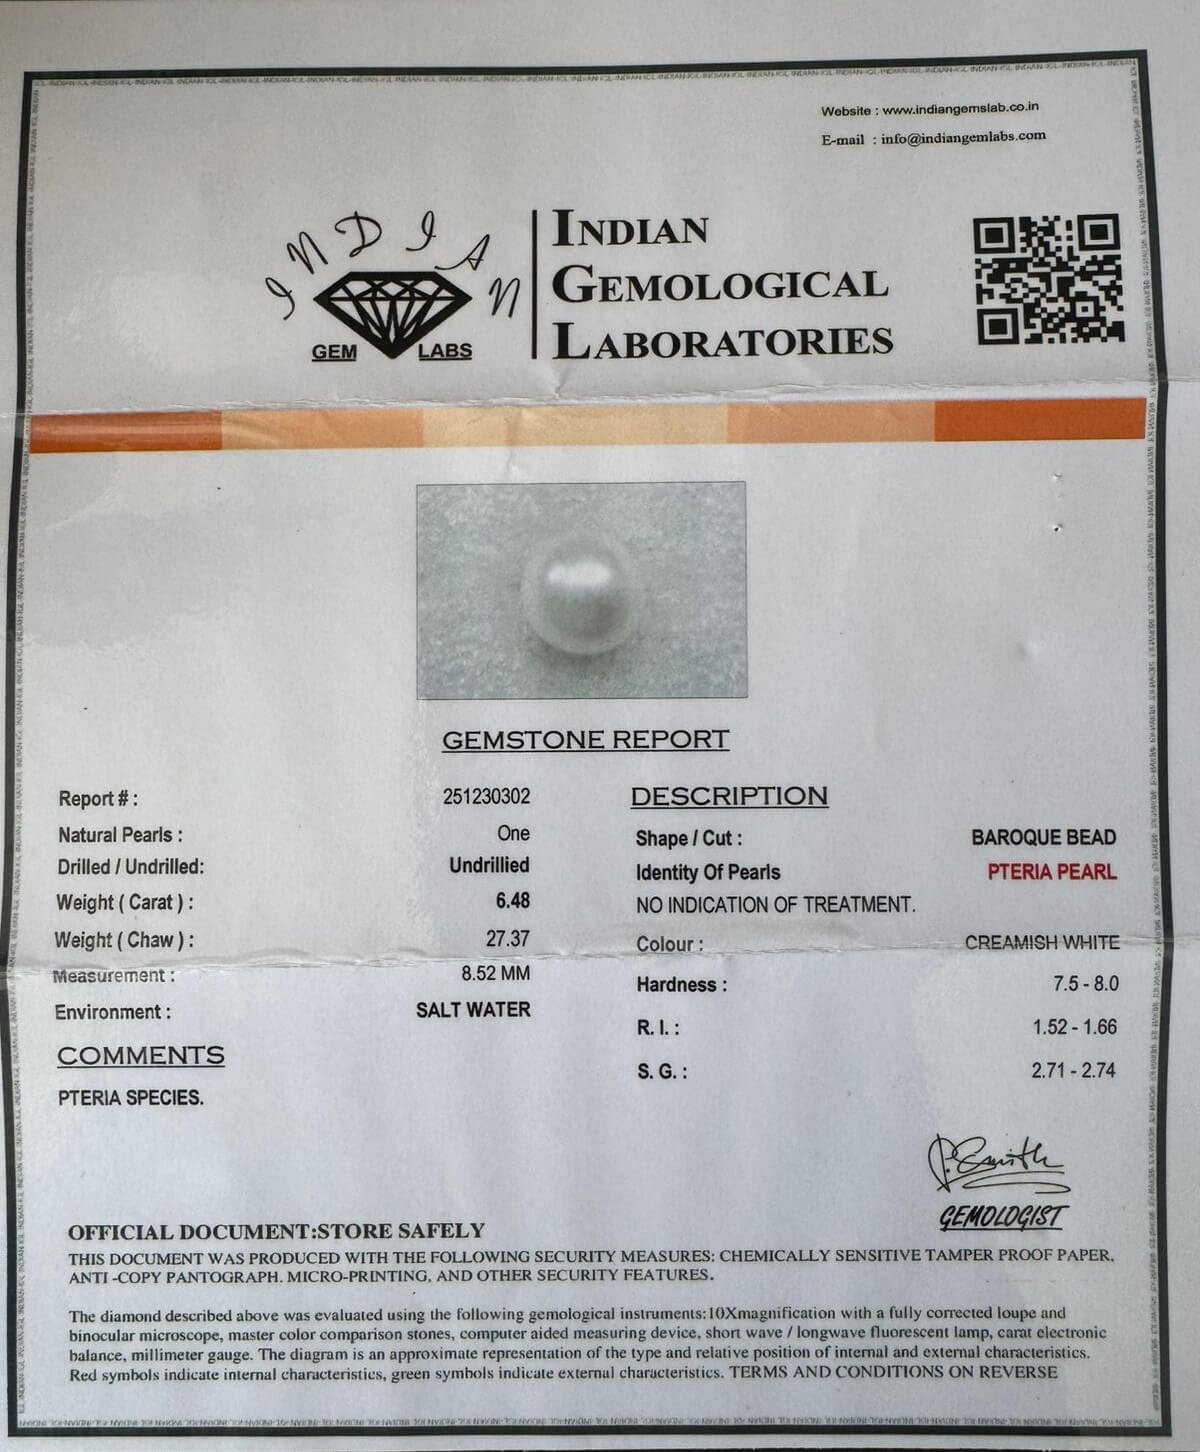 Website : www.indiangemslab.co.in
E-mail : info@indiangemlabs.com
INDIAN
GEM LABS
INDIAN
GEMOLOGICAL
LABORATORIES
GEMSTONE REPORT
Report # : 251230302
Natural Pearls : One
Drilled / Undrilled: Undrillied
Weight ( Carat ) : 6.48
Weight ( Chaw ) : 27.37
Measurement : 8.52 MM
Environment : SALT WATER
COMMENTS
PTERIA SPECIES.
DESCRIPTION
Shape / Cut : BAROQUE BEAD
Identity Of Pearls PTERIA PEARL
NO INDICATION OF TREATMENT.
Colour : CREAMISH WHITE
Hardness : 7.5 - 8.0
R. I. : 1.52 - 1.66
S. G. : 2.71 - 2.74
P. Smith
GEMOLOGIST
OFFICIAL DOCUMENT:STORE SAFELY
THIS DOCUMENT WAS PRODUCED WITH THE FOLLOWING SECURITY MEASURES: CHEMICALLY SENSITIVE TAMPER PROOF PAPER,
ANTI -COPY PANTOGRAPH. MICRO-PRINTING, AND OTHER SECURITY FEATURES.
The diamond described above was evaluated using the following gemological instruments:10Xmagnification with a fully corrected loupe and
binocular microscope, master color comparison stones, computer aided measuring device, short wave / longwave fluorescent lamp, carat electronic
balance, millimeter gauge. The diagram is an approximate representation of the type and relative position of internal and external characteristics.
Red symbols indicate internal characteristics, green symbols indicate external characteristics. TERMS AND CONDITIONS ON REVERSE